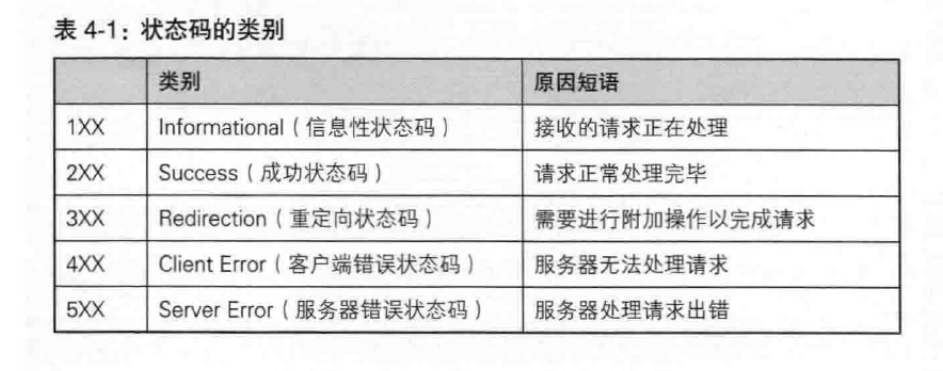 表 4-1：状态码的类别
类别 原因短语
1XX Informational（信息性状态码） 接收的请求正在处理
2XX Success（成功状态码） 请求正常处理完毕
3XX Redirection（重定向状态码） 需要进行附加操作以完成请求
4XX Client Error（客户端错误状态码） 服务器无法处理请求
5XX Server Error（服务器错误状态码） 服务器处理请求出错